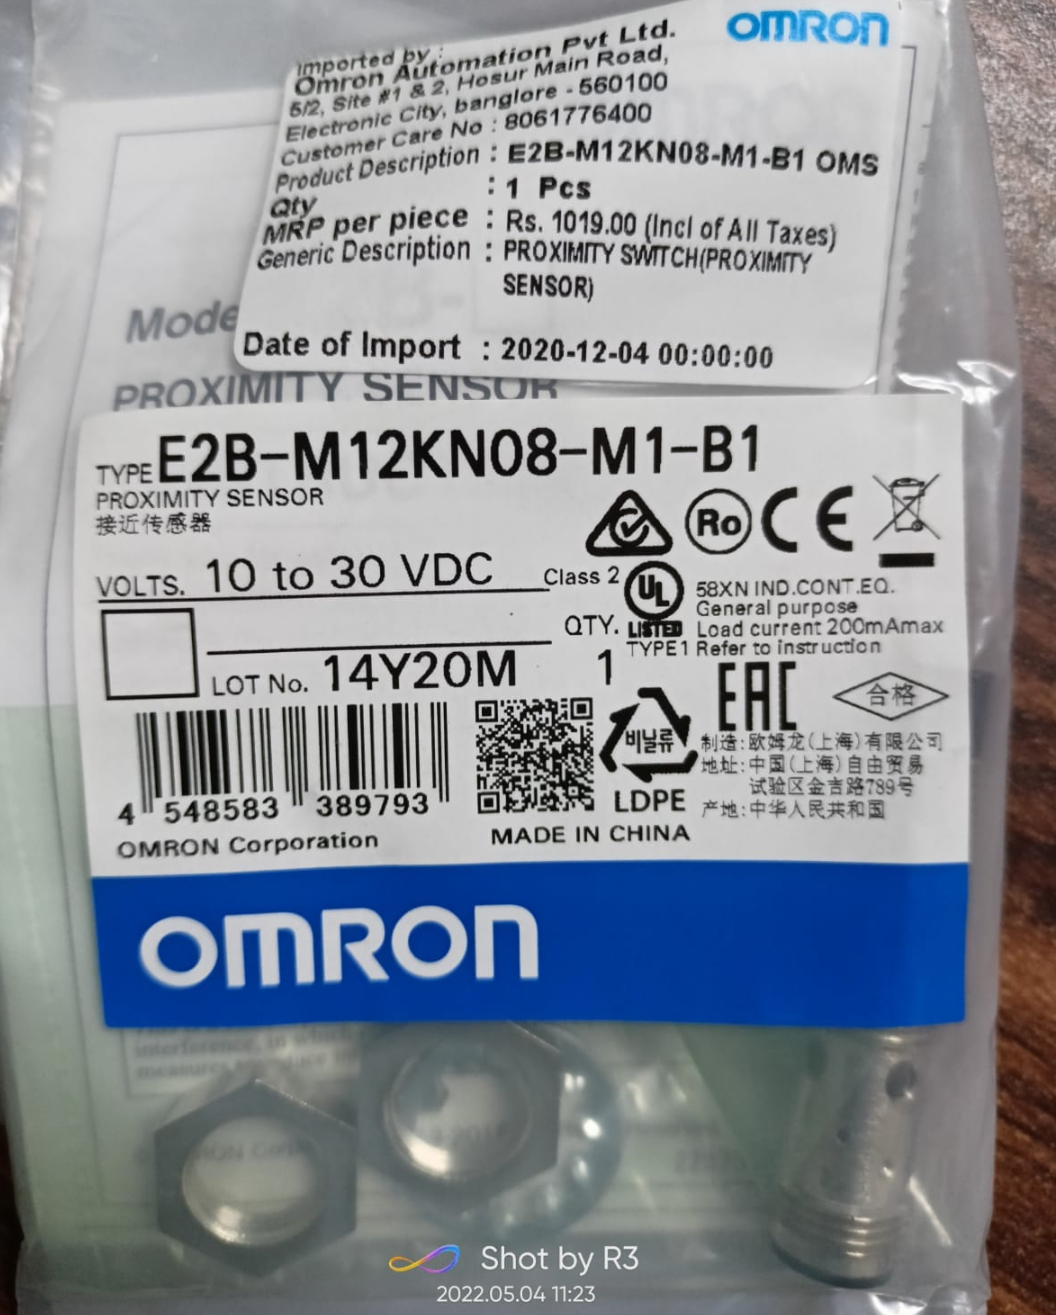 OMRON
Imported by :
Omron Automation Pvt Ltd.
5/2, Site #1 & 2, Hosur Main Road,
Electronic City, banglore - 560100
Customer Care No : 8061776400
Product Description : E2B-M12KN08-M1-B1 OMS
Qty : 1 Pcs
MRP per piece : Rs. 1019.00 (Incl of All Taxes)
Generic Description : PROXIMITY SWITCH(PROXIMITY
SENSOR)
Date of Import : 2020-12-04 00:00:00
Mode
PROXIMITY SENSOR
TYPE E2B-M12KN08-M1-B1
PROXIMITY SENSOR
接近传感器
Ro CE
VOLTS. 10 to 30 VDC
Class 2 UL LISTED
58XN IND.CONT.EQ.
General purpose
Load current 200mAmax
TYPE1 Refer to instruction
QTY. 1
LOT No. 14Y20M
EAC
合格
비닐류
LDPE
制造:欧姆龙(上海)有限公司
地址:中国(上海)自由贸易
试验区金吉路789号
产地:中华人民共和国
4 548583 389793
OMRON Corporation
MADE IN CHINA
OMRON
interference, in which
Shot by R3
2022.05.04 11:23